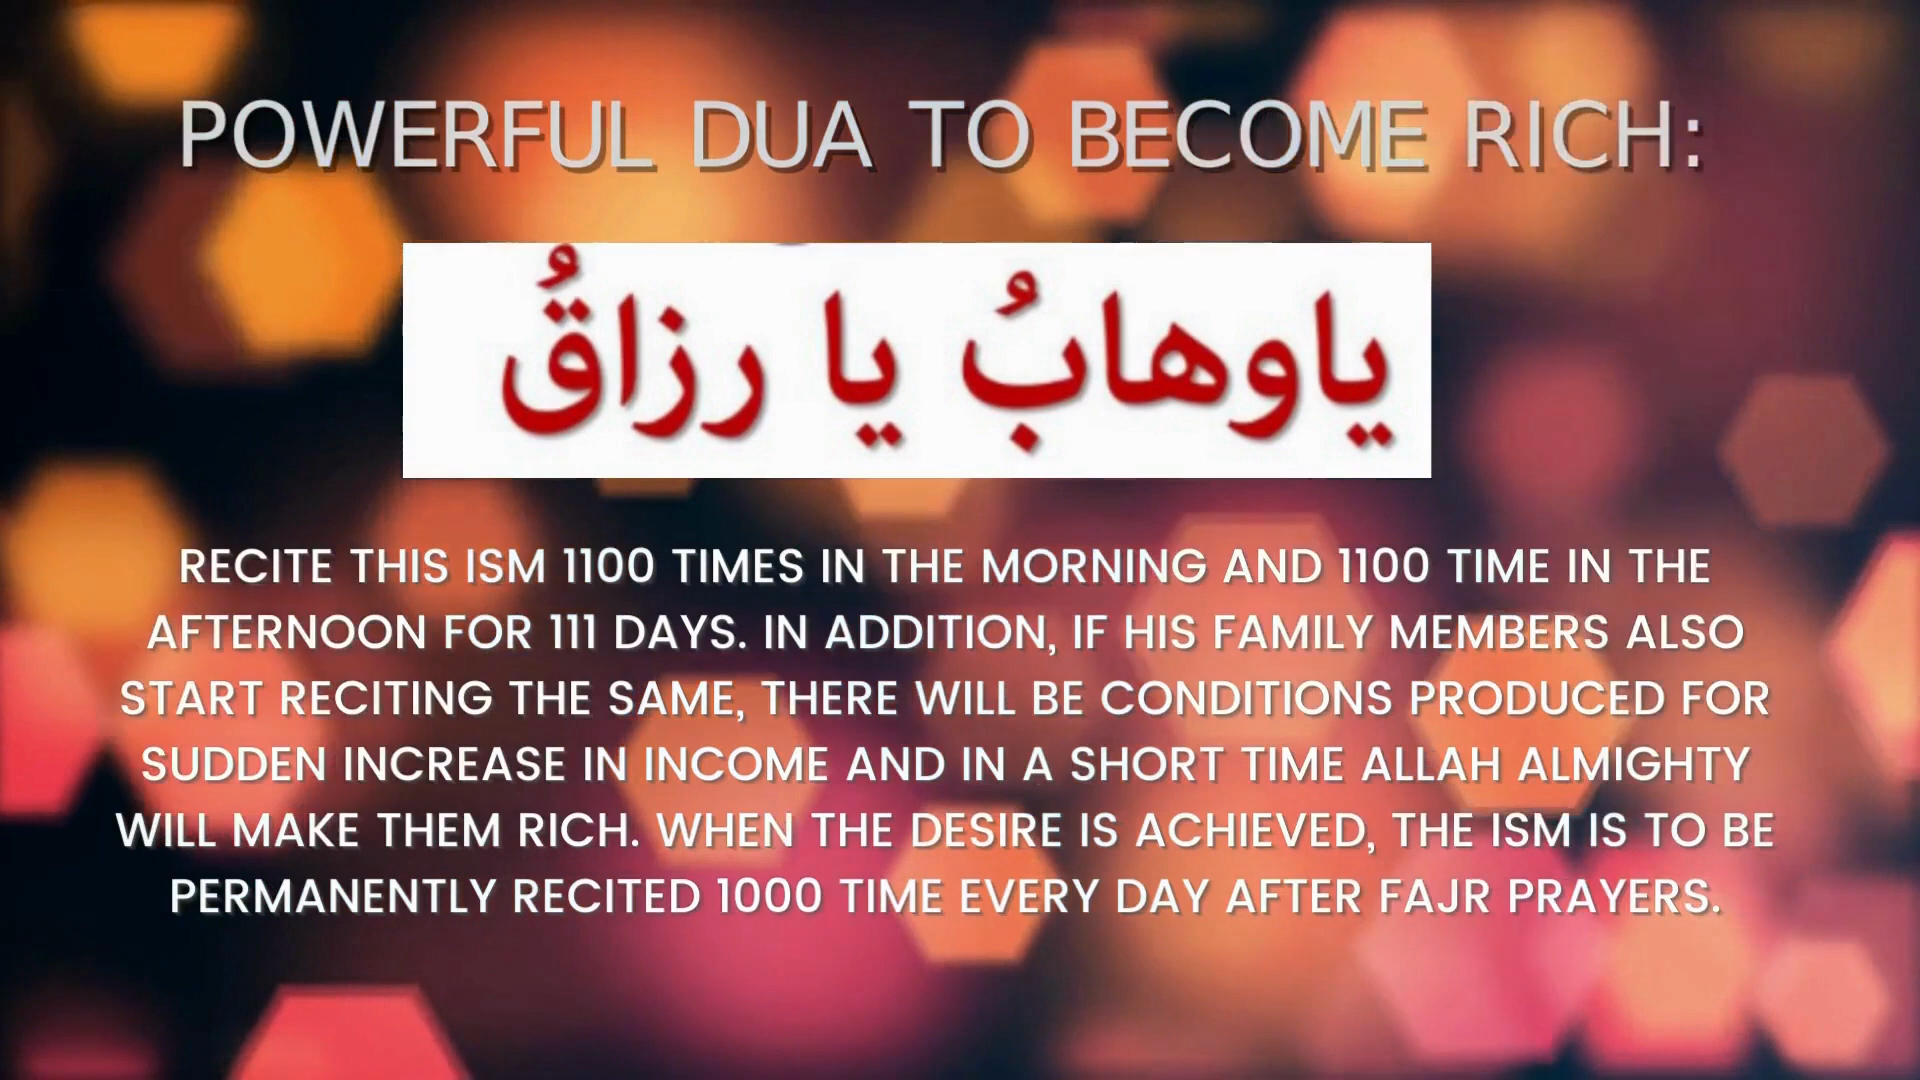 POWERFUL DUA TO BECOME RICH:
ياوهابُ يا رزاقُ
RECITE THIS ISM 1100 TIMES IN THE MORNING AND 1100 TIME IN THE
AFTERNOON FOR 111 DAYS. IN ADDITION, IF HIS FAMILY MEMBERS ALSO
START RECITING THE SAME, THERE WILL BE CONDITIONS PRODUCED FOR
SUDDEN INCREASE IN INCOME AND IN A SHORT TIME ALLAH ALMIGHTY
WILL MAKE THEM RICH. WHEN THE DESIRE IS ACHIEVED, THE ISM IS TO BE
PERMANENTLY RECITED 1000 TIME EVERY DAY AFTER FAJR PRAYERS.